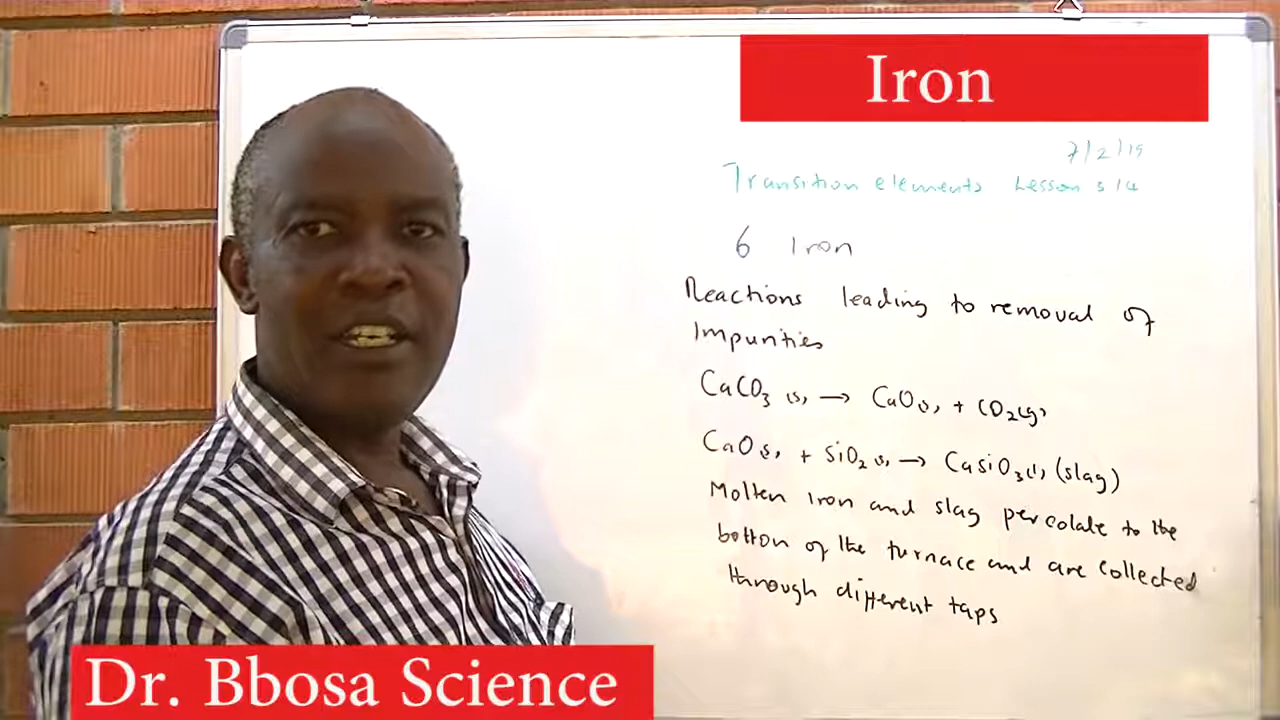 Iron
7/2/19
Transition elements Lesson 3/4
6 Iron
Reactions leading to removal of
Impurities
CaCO₃(s) → CaO(s) + CO₂(g)
CaO(s) + SiO₂(s) → CaSiO₃(l) (slag)
Molten iron and slag percolate to the
bottom of the furnace and are collected
through different taps
Dr. Bbosa Science